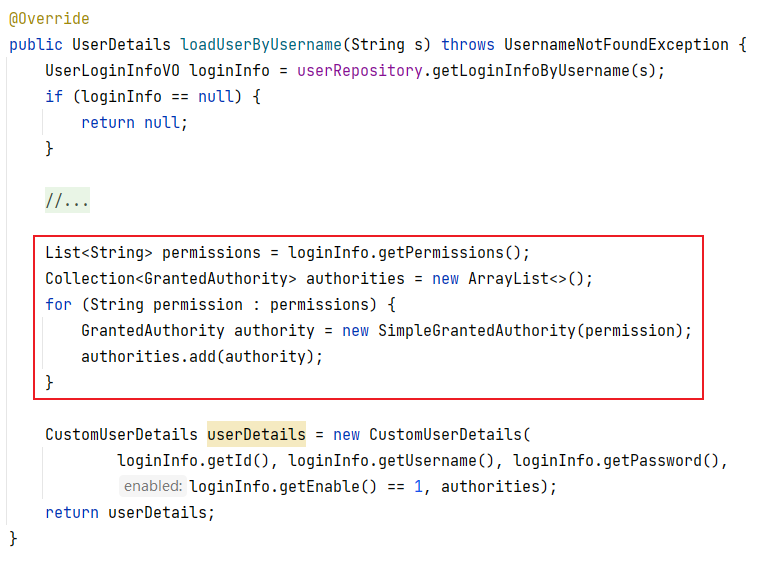 @Override
public UserDetails loadUserByUsername(String s) throws UsernameNotFoundException {
    UserLoginInfoVO loginInfo = userRepository.getLoginInfoByUsername(s);
    if (loginInfo == null) {
        return null;
    }
    //...
    List<String> permissions = loginInfo.getPermissions();
    Collection<GrantedAuthority> authorities = new ArrayList<>();
    for (String permission : permissions) {
        GrantedAuthority authority = new SimpleGrantedAuthority(permission);
        authorities.add(authority);
    }
    CustomUserDetails userDetails = new CustomUserDetails(
            loginInfo.getId(), loginInfo.getUsername(), loginInfo.getPassword(),
            enabled: loginInfo.getEnable() == 1, authorities);
    return userDetails;
}